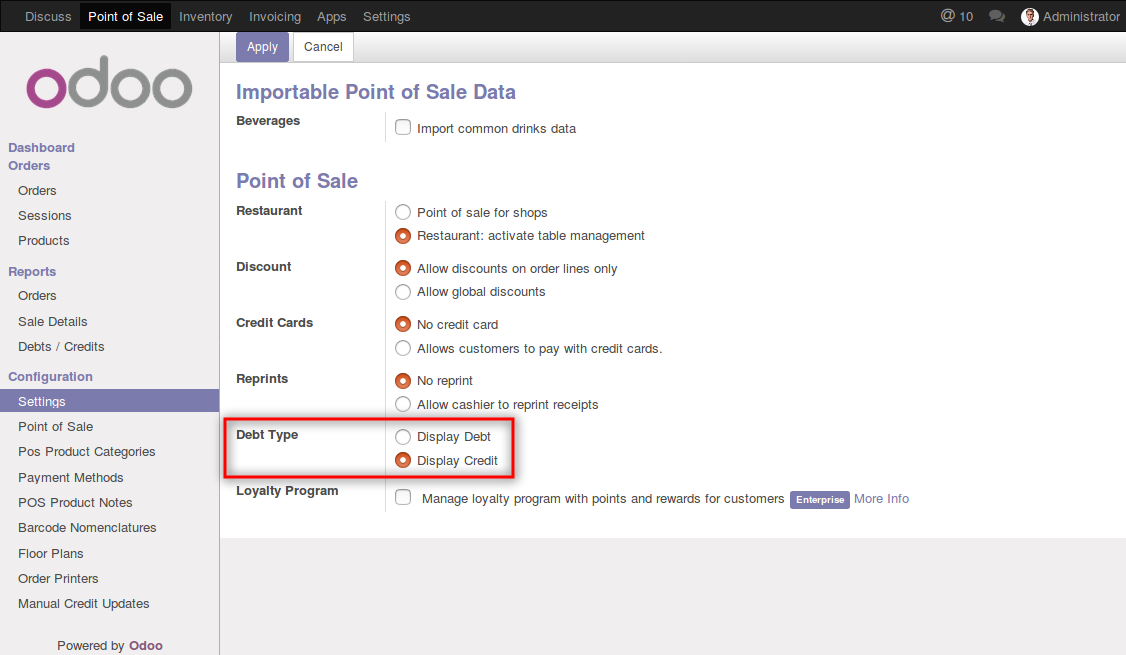 Discuss Point of Sale Inventory Invoicing Apps Settings @ 10 Administrator
odoo
Dashboard
Orders
Orders
Sessions
Products
Reports
Orders
Sale Details
Debts / Credits
Configuration
Settings
Point of Sale
Pos Product Categories
Payment Methods
POS Product Notes
Barcode Nomenclatures
Floor Plans
Order Printers
Manual Credit Updates
Powered by Odoo
Apply Cancel
Importable Point of Sale Data
Beverages Import common drinks data
Point of Sale
Restaurant Point of sale for shops
Restaurant: activate table management
Discount Allow discounts on order lines only
Allow global discounts
Credit Cards No credit card
Allows customers to pay with credit cards.
Reprints No reprint
Allow cashier to reprint receipts
Debt Type Display Debt
Display Credit
Loyalty Program Manage loyalty program with points and rewards for customers Enterprise More Info